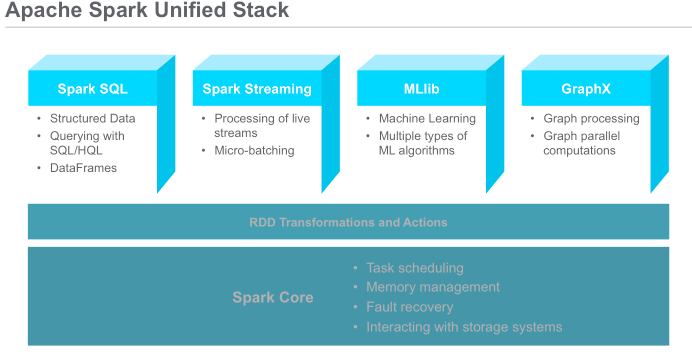 Apache Spark Unified Stack
Spark SQL
• Structured Data
• Querying with
SQL/HQL
• DataFrames
Spark Streaming
• Processing of live
streams
• Micro-batching
MLlib
• Machine Learning
• Multiple types of
ML algorithms
GraphX
• Graph processing
• Graph parallel
computations
RDD Transformations and Actions
Spark Core
• Task scheduling
• Memory management
• Fault recovery
• Interacting with storage systems